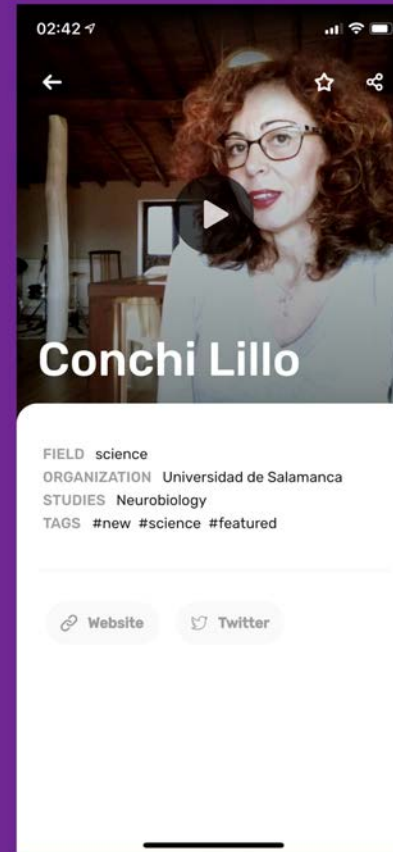 02:42
Conchi Lillo
FIELD science
ORGANIZATION Universidad de Salamanca
STUDIES Neurobiology
TAGS #new #science #featured
Website
Twitter